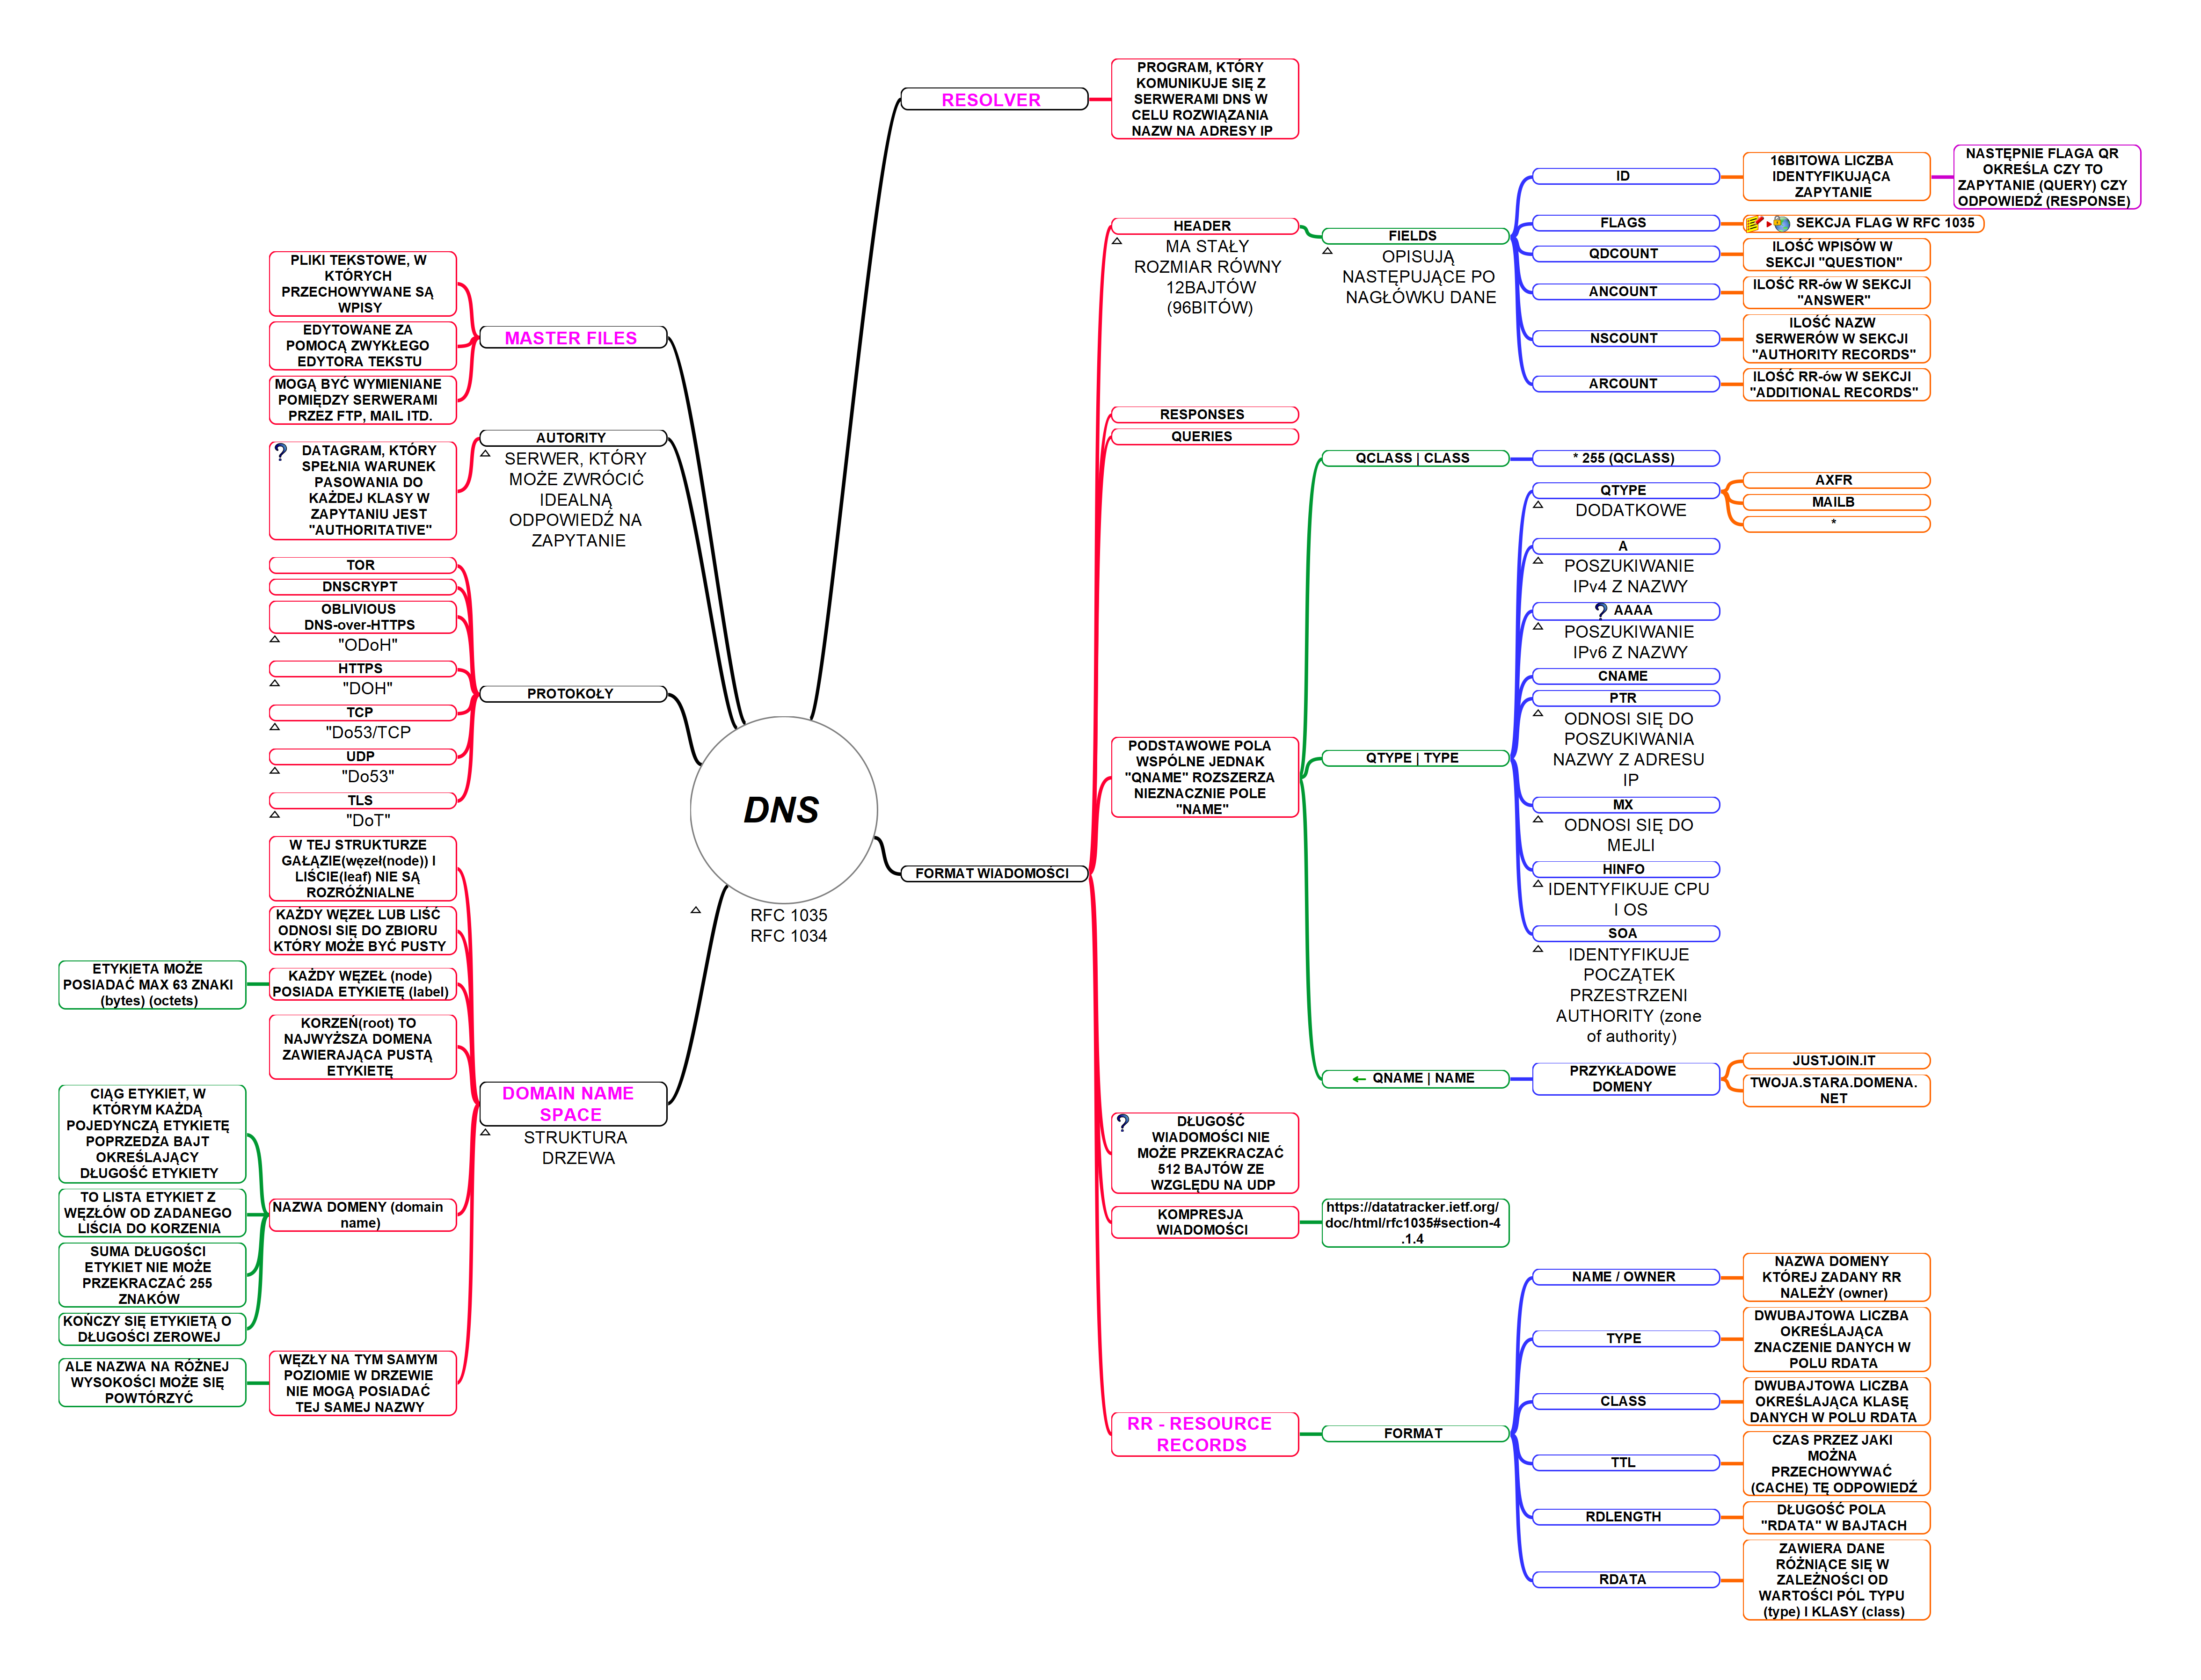 DNS
RFC 1035
RFC 1034
RESOLVER
PROGRAM, KTÓRY
KOMUNIKUJE SIĘ Z
SERWERAMI DNS W
CELU ROZWIĄZANIA
NAZW NA ADRESY IP
FORMAT WIADOMOŚCI
HEADER
MA STAŁY
ROZMIAR RÓWNY
12BAJTÓW
(96BITÓW)
FIELDS
OPISUJĄ
NASTĘPUJĄCE PO
NAGŁÓWKU DANE
ID
16BITOWA LICZBA
IDENTYFIKUJĄCA
ZAPYTANIE
NASTĘPNIE FLAGA QR
OKREŚLA CZY TO
ZAPYTANIE (QUERY) CZY
ODPOWIEDŹ (RESPONSE)
FLAGS
SEKCJA FLAG W RFC 1035
QDCOUNT
ILOŚĆ WPISÓW W
SEKCJI "QUESTION"
ANCOUNT
ILOŚĆ RR-ów W SEKCJI
"ANSWER"
NSCOUNT
ILOŚĆ NAZW
SERWERÓW W SEKCJI
"AUTHORITY RECORDS"
ARCOUNT
ILOŚĆ RR-ów W SEKCJI
"ADDITIONAL RECORDS"
RESPONSES
QUERIES
PODSTAWOWE POLA
WSPÓLNE JEDNAK
"QNAME" ROZSZERZA
NIEZNACZNIE POLE
"NAME"
QCLASS | CLASS
* 255 (QCLASS)
QTYPE | TYPE
QTYPE
DODATKOWE
AXFR
MAILB
*
A
POSZUKIWANIE
IPv4 Z NAZWY
AAAA
POSZUKIWANIE
IPv6 Z NAZWY
CNAME
PTR
ODNOSI SIĘ DO
POSZUKIWANIA
NAZWY Z ADRESU
IP
MX
ODNOSI SIĘ DO
MEJLI
HINFO
IDENTYFIKUJE CPU
I OS
SOA
IDENTYFIKUJE
POCZĄTEK
PRZESTRZENI
AUTHORITY (zone
of authority)
QNAME | NAME
PRZYKŁADOWE
DOMENY
JUSTJOIN.IT
TWOJA.STARA.DOMENA.
NET
DŁUGOŚĆ
WIADOMOŚCI NIE
MOŻE PRZEKRACZAĆ
512 BAJTÓW ZE
WZGLĘDU NA UDP
KOMPRESJA
WIADOMOŚCI
https://datatracker.ietf.org/
doc/html/rfc1035#section-4
.1.4
RR - RESOURCE
RECORDS
FORMAT
NAME / OWNER
NAZWA DOMENY
KTÓREJ ZADANY RR
NALEŻY (owner)
TYPE
DWUBAJTOWA LICZBA
OKREŚLAJĄCA
ZNACZENIE DANYCH W
POLU RDATA
CLASS
DWUBAJTOWA LICZBA
OKREŚLAJĄCA KLASĘ
DANYCH W POLU RDATA
TTL
CZAS PRZEZ JAKI
MOŻNA
PRZECHOWYWAĆ
(CACHE) TĘ ODPOWIEDŹ
RDLENGTH
DŁUGOŚĆ POLA
"RDATA" W BAJTACH
RDATA
ZAWIERA DANE
RÓŻNIĄCE SIĘ W
ZALEŻNOŚCI OD
WARTOŚCI PÓL TYPU
(type) I KLASY (class)
MASTER FILES
PLIKI TEKSTOWE, W
KTÓRYCH
PRZECHOWYWANE SĄ
WPISY
EDYTOWANE ZA
POMOCĄ ZWYKŁEGO
EDYTORA TEKSTU
MOGĄ BYĆ WYMIENIANE
POMIĘDZY SERWERAMI
PRZEZ FTP, MAIL ITD.
AUTORITY
SERWER, KTÓRY
MOŻE ZWRÓCIĆ
IDEALNĄ
ODPOWIEDŹ NA
ZAPYTANIE
DATAGRAM, KTÓRY
SPEŁNIA WARUNEK
PASOWANIA DO
KAŻDEJ KLASY W
ZAPYTANIU JEST
"AUTHORITATIVE"
PROTOKOŁY
TOR
DNSCRYPT
OBLIVIOUS
DNS-over-HTTPS
"ODoH"
HTTPS
"DOH"
TCP
"Do53/TCP
UDP
"Do53"
TLS
"DoT"
DOMAIN NAME
SPACE
STRUKTURA
DRZEWA
W TEJ STRUKTURZE
GAŁĄZIE(węzeł(node)) I
LIŚCIE(leaf) NIE SĄ
ROZRÓŹNIALNE
KAŻDY WĘZEŁ LUB LIŚĆ
ODNOSI SIĘ DO ZBIORU
KTÓRY MOŻE BYĆ PUSTY
KAŻDY WĘZEŁ (node)
POSIADA ETYKIETĘ (label)
ETYKIETA MOŻE
POSIADAĆ MAX 63 ZNAKI
(bytes) (octets)
KORZEŃ(root) TO
NAJWYŻSZA DOMENA
ZAWIERAJĄCA PUSTĄ
ETYKIETĘ
NAZWA DOMENY (domain
name)
CIĄG ETYKIET, W
KTÓRYM KAŻDĄ
POJEDYNCZĄ ETYKIETĘ
POPRZEDZA BAJT
OKREŚLAJĄCY
DŁUGOŚĆ ETYKIETY
TO LISTA ETYKIET Z
WĘZŁÓW OD ZADANEGO
LIŚCIA DO KORZENIA
SUMA DŁUGOŚCI
ETYKIET NIE MOŻE
PRZEKRACZAĆ 255
ZNAKÓW
KOŃCZY SIĘ ETYKIETĄ O
DŁUGOŚCI ZEROWEJ
WĘZŁY NA TYM SAMYM
POZIOMIE W DRZEWIE
NIE MOGĄ POSIADAĆ
TEJ SAMEJ NAZWY
ALE NAZWA NA RÓŻNEJ
WYSOKOŚCI MOŻE SIĘ
POWTÓRZYĆ